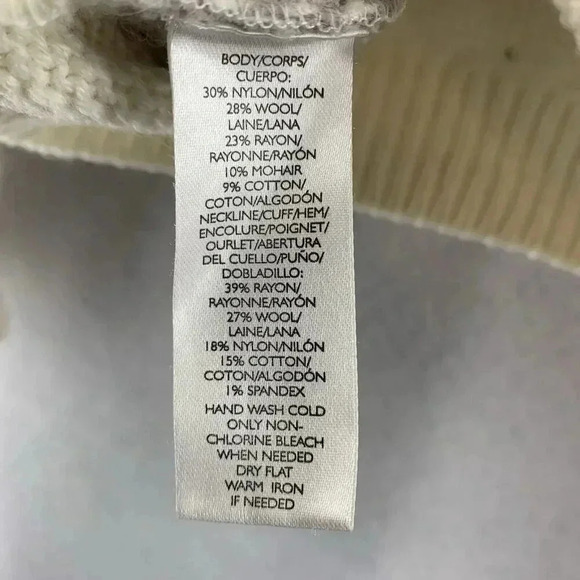 BODY/CORPS/
CUERPO:
30% NYLON/NILÓN
28% WOOL/
LAINE/LANA
23% RAYON/
RAYONNE/RAYÓN
10% MOHAIR
9% COTTON/
COTON/ALGODÓN
NECKLINE/CUFF/HEM/
ENCOLURE/POIGNET/
OURLET/ABERTURA
DEL CUELLO/PUÑO/
DOBLADILLO:
39% RAYON/
RAYONNE/RAYÓN
27% WOOL/
LAINE/LANA
18% NYLON/NILÓN
15% COTTON/
COTON/ALGODÓN
1% SPANDEX
HAND WASH COLD
ONLY NON-
CHLORINE BLEACH
WHEN NEEDED
DRY FLAT
WARM IRON
IF NEEDED